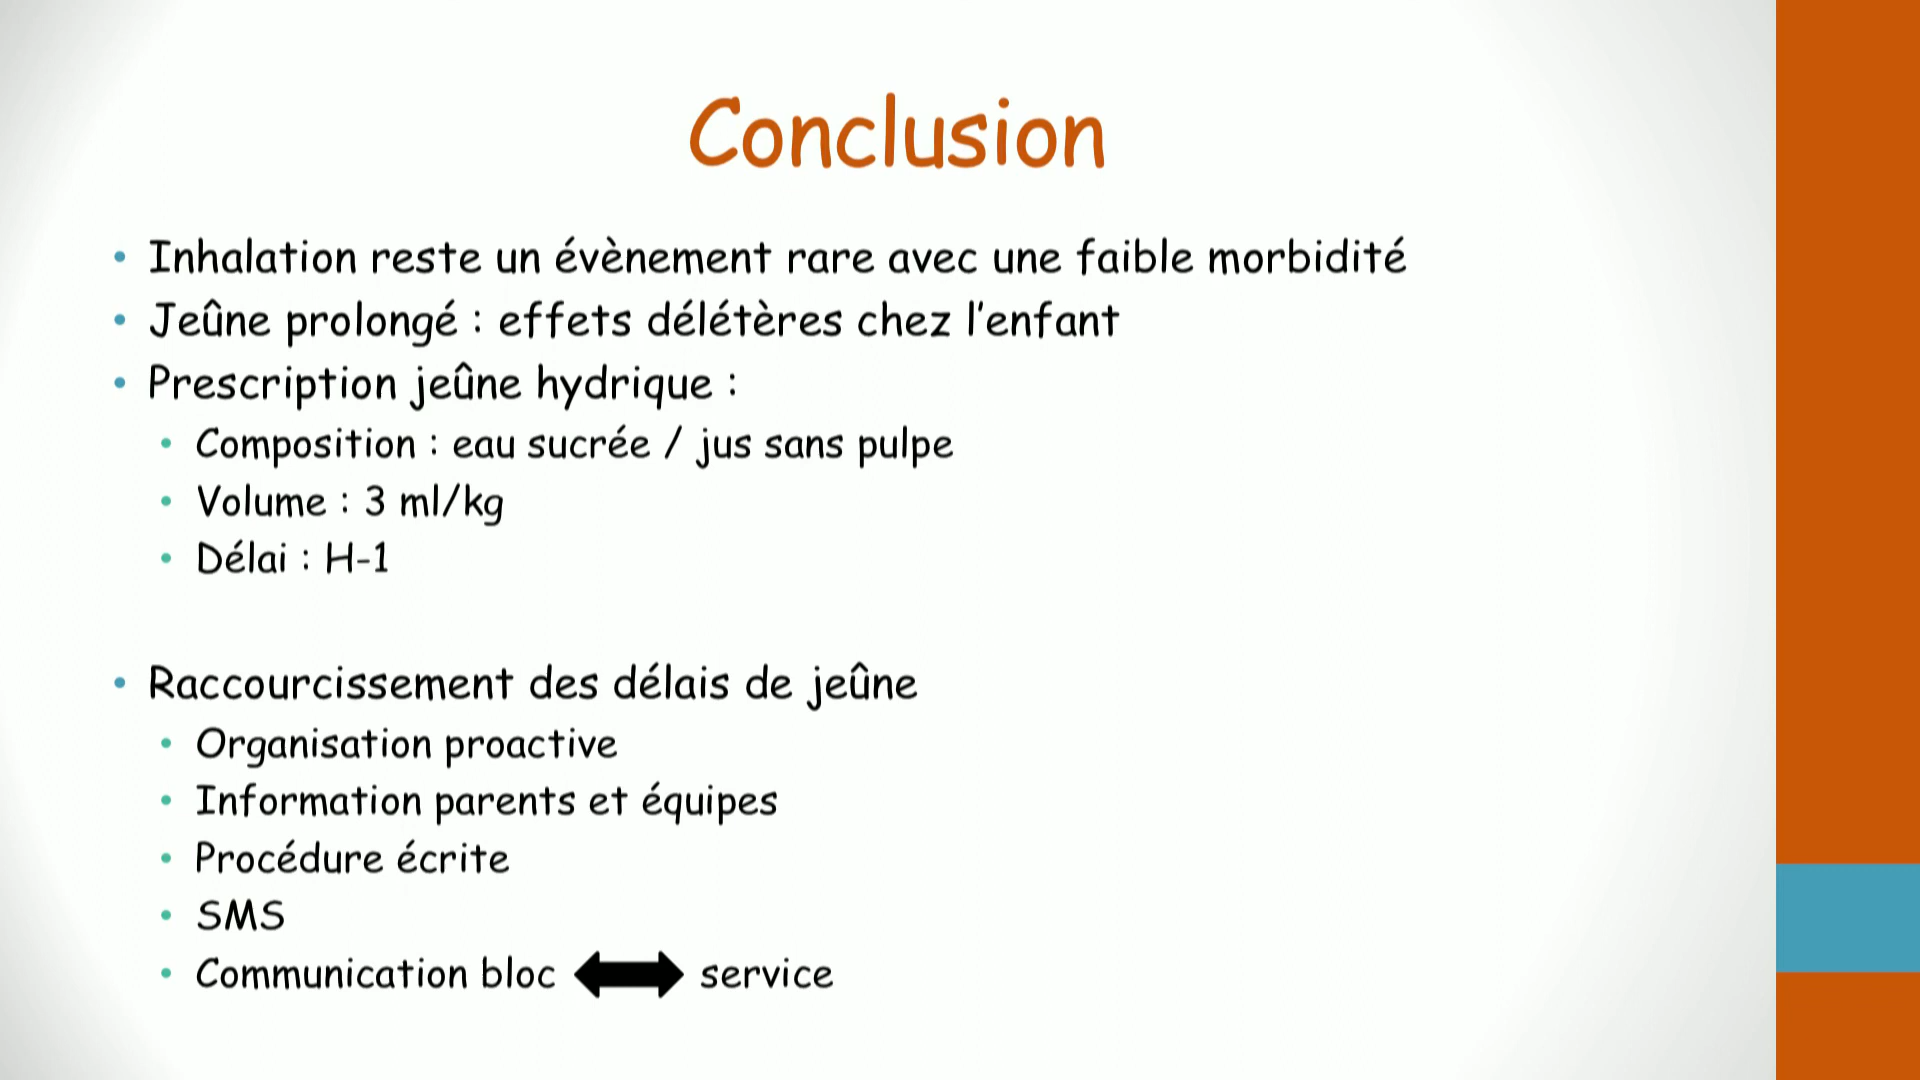 Conclusion
• Inhalation reste un évènement rare avec une faible morbidité
• Jeûne prolongé : effets délétères chez l'enfant
• Prescription jeûne hydrique :
• Composition : eau sucrée / jus sans pulpe
• Volume : 3 ml/kg
• Délai : H-1
• Raccourcissement des délais de jeûne
• Organisation proactive
• Information parents et équipes
• Procédure écrite
• SMS
• Communication bloc service